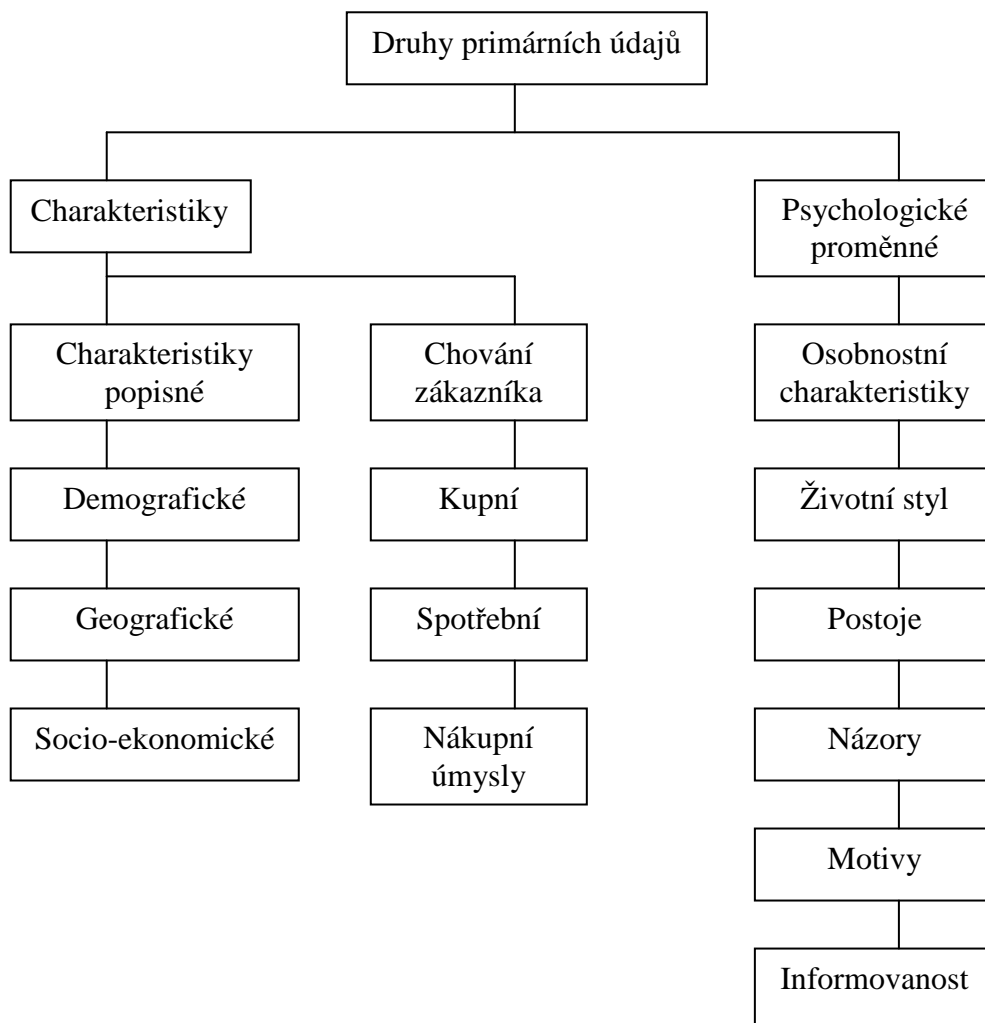 Druhy primárních údajů
Charakteristiky
Psychologické
proměnné
Charakteristiky
popisné
Chování
zákazníka
Osobnostní
charakteristiky
Demografické
Kupní
Životní styl
Geografické
Spotřební
Postoje
Socio-ekonomické
Nákupní
úmysly
Názory
Motivy
Informovanost